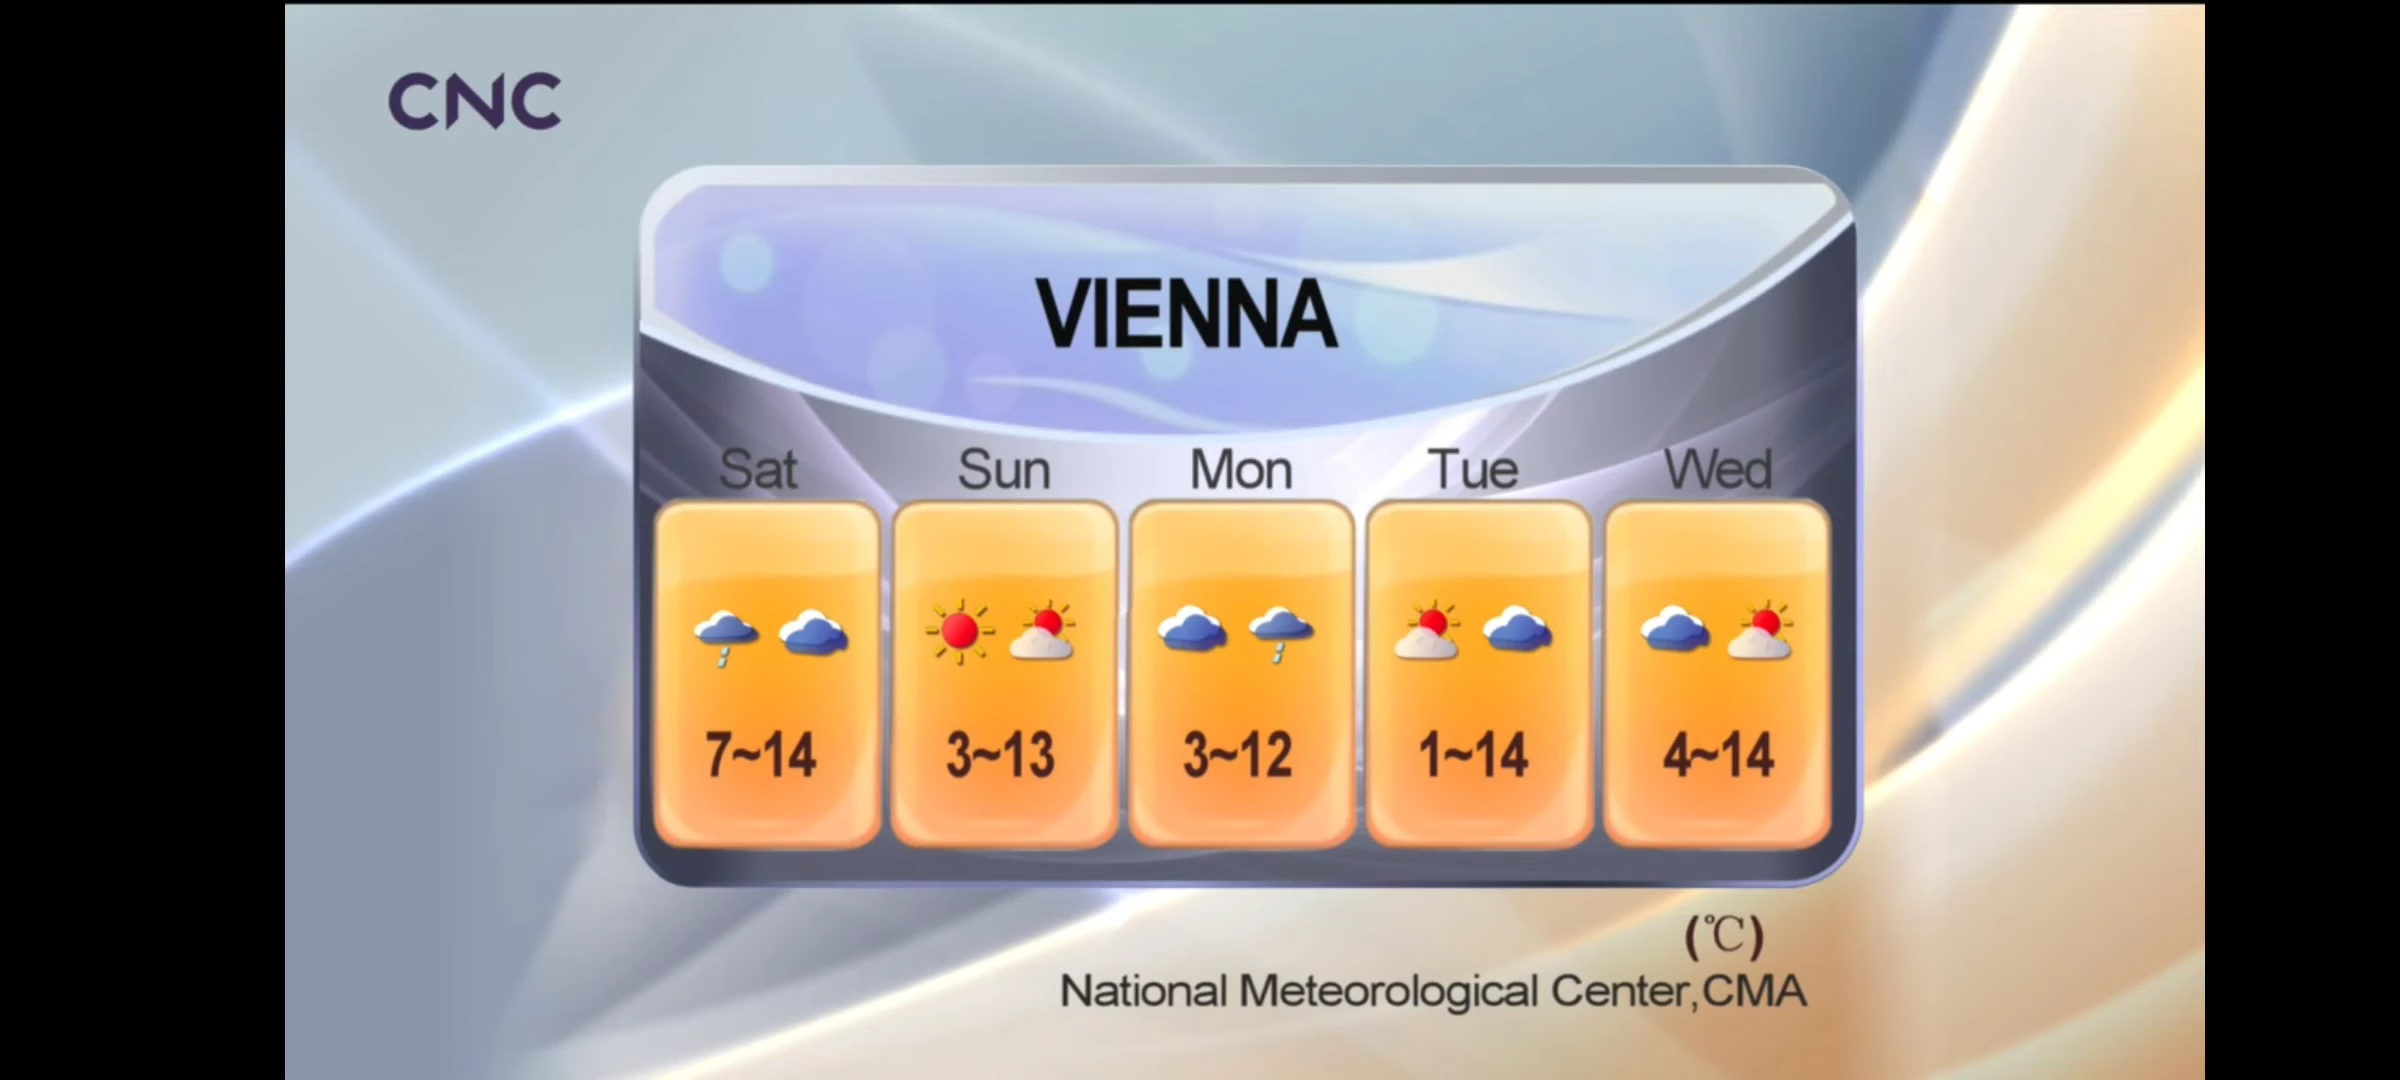 CNC
VIENNA
Sat Sun Mon Tue Wed
7~14 3~13 3~12 1~14 4~14
(℃)
National Meteorological Center,CMA